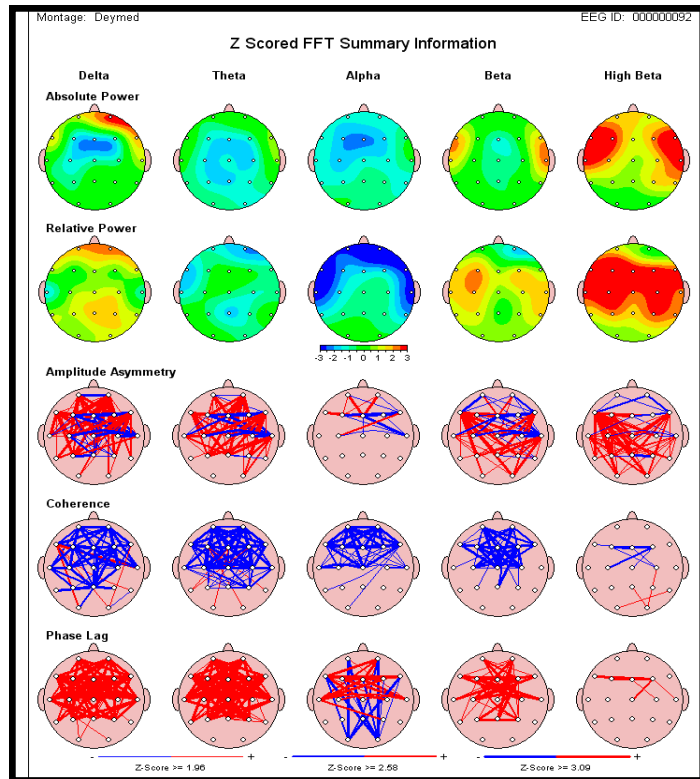 Montage: Deymed EEG ID: 000000092
Z Scored FFT Summary Information
Delta Theta Alpha Beta High Beta
Absolute Power
Relative Power
-3 -2 -1 0 1 2 3
Amplitude Asymmetry
Coherence
Phase Lag
- + - + - +
Z-Score >= 1.96 Z-Score >= 2.58 Z-Score >= 3.09